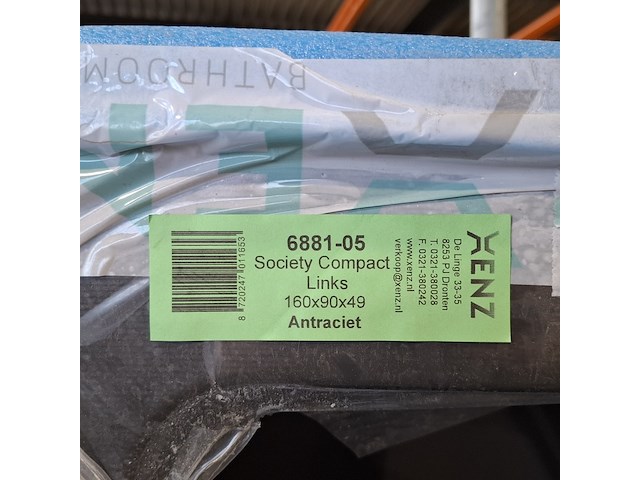 BATHROOM
XEN
6881-05
Society Compact
Links
160x90x49
Antraciet
8 720247 011653
XENZ
De Linge 33-35
8253 PJ Dronten
T. 0321-380028
F. 0321-380242
www.xenz.nl
verkoop@xenz.nl